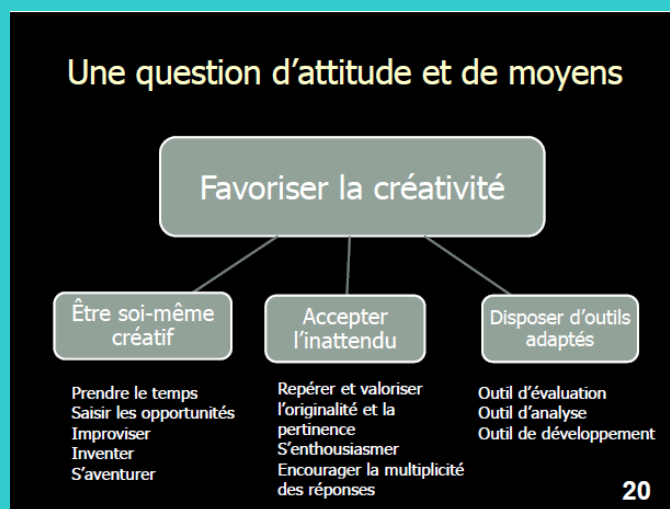 Une question d'attitude et de moyens
Favoriser la créativité
Être soi-même
créatif
Accepter
l'inattendu
Disposer d'outils
adaptés
Prendre le temps
Saisir les opportunités
Improviser
Inventer
S'aventurer
Repérer et valoriser
l'originalité et la
pertinence
S'enthousiasmer
Encourager la multiplicité
des réponses
Outil d'évaluation
Outil d'analyse
Outil de développement
20